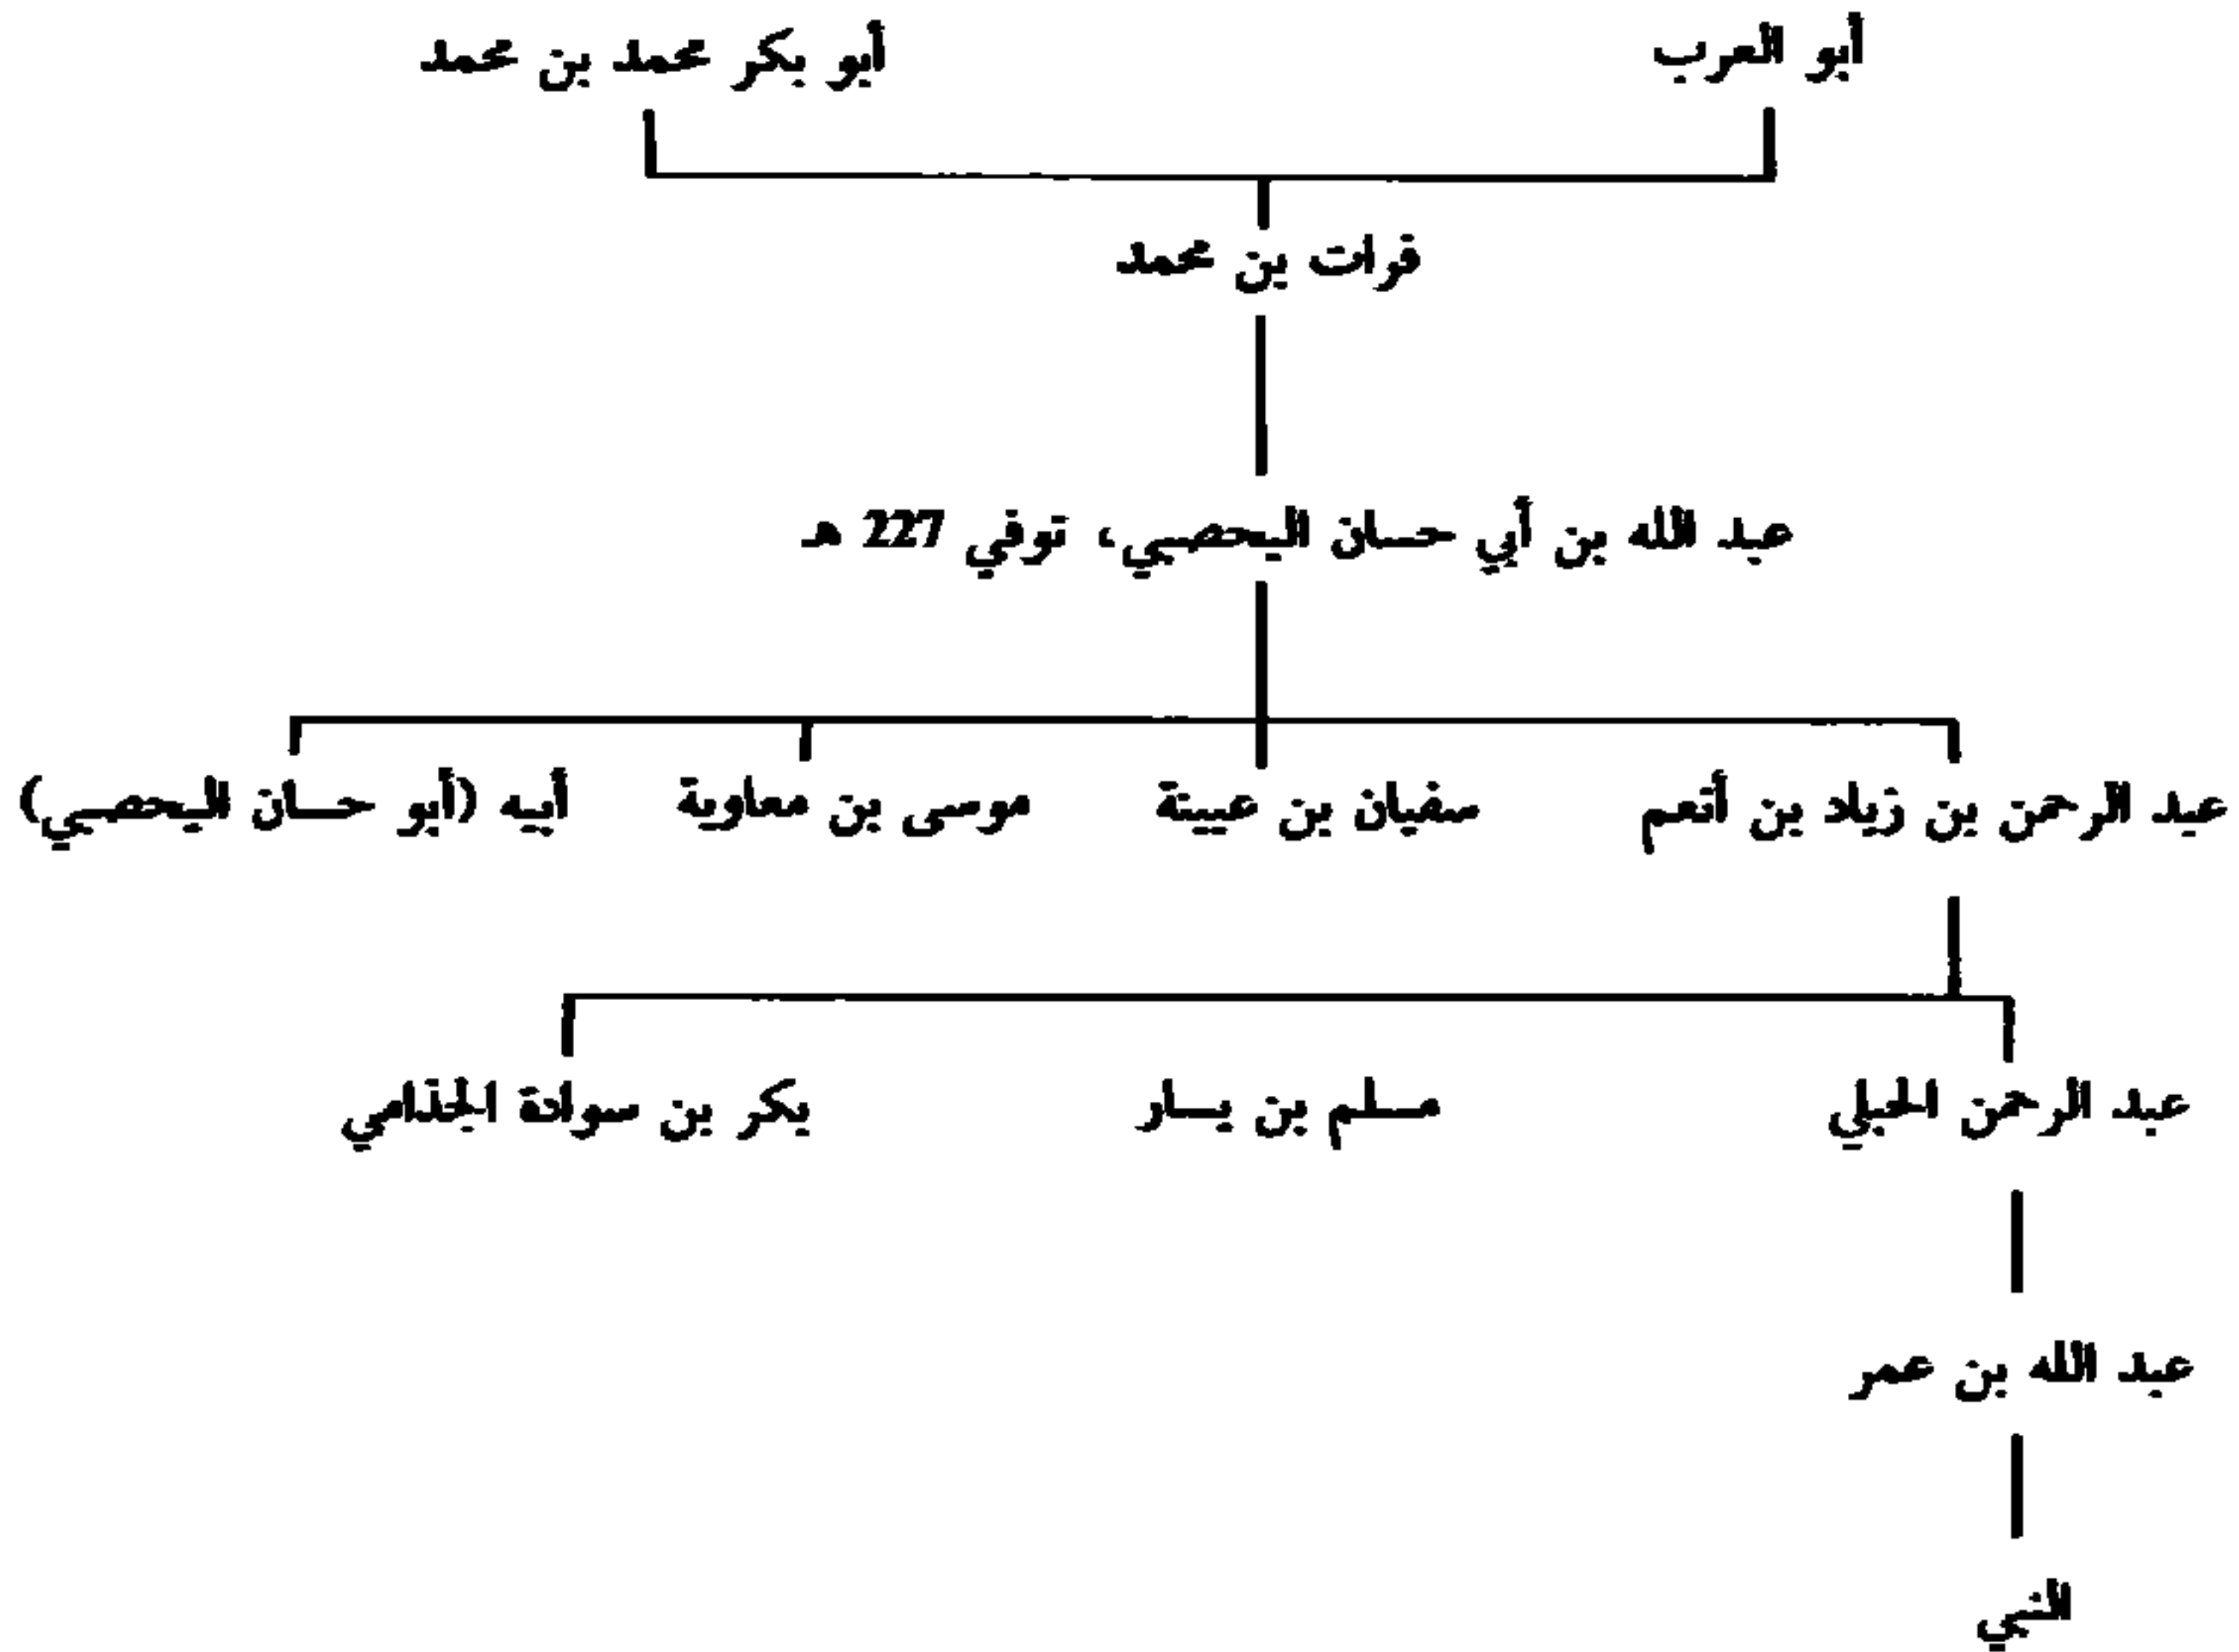 أبو العرب أبو بكر محمد بن محمد
فرات بن محمد
عبد الله بن أبي حسان اليحصبي، توفي 227 هـ
عبد الرحمن بن زياد بن أنعم سفيان بن عيينة موسى بن معاوية أبيه (أبو حسان اليحصبي)
عبد الرحمن الحبلي مسلم بن يسار بكر بن سوادة الجذامي
عبد الله بن عمر
النبي